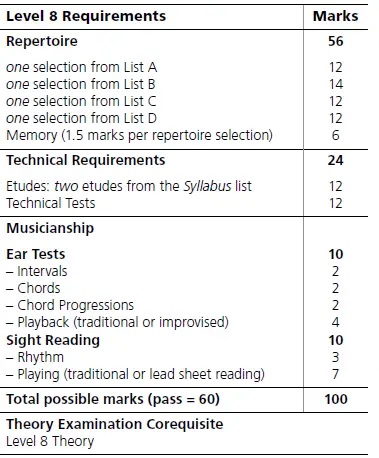 Level 8 Requirements Marks
Repertoire 56
one selection from List A 12
one selection from List B 14
one selection from List C 12
one selection from List D 12
Memory (1.5 marks per repertoire selection) 6
Technical Requirements 24
Etudes: two etudes from the Syllabus list 12
Technical Tests 12
Musicianship
Ear Tests 10
– Intervals 2
– Chords 2
– Chord Progressions 2
– Playback (traditional or improvised) 4
Sight Reading 10
– Rhythm 3
– Playing (traditional or lead sheet reading) 7
Total possible marks (pass = 60) 100
Theory Examination Corequisite
Level 8 Theory